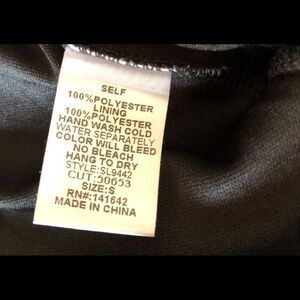 SELF
100%POLYESTER
LINING
100%POLYESTER
HAND WASH COLD
WATER SEPARATELY
COLOR WILL BLEED
NO BLEACH
HANG TO DRY
STYLE:SL9442
CUT:50653
SIZE:S
RN#:141642
MADE IN CHINA